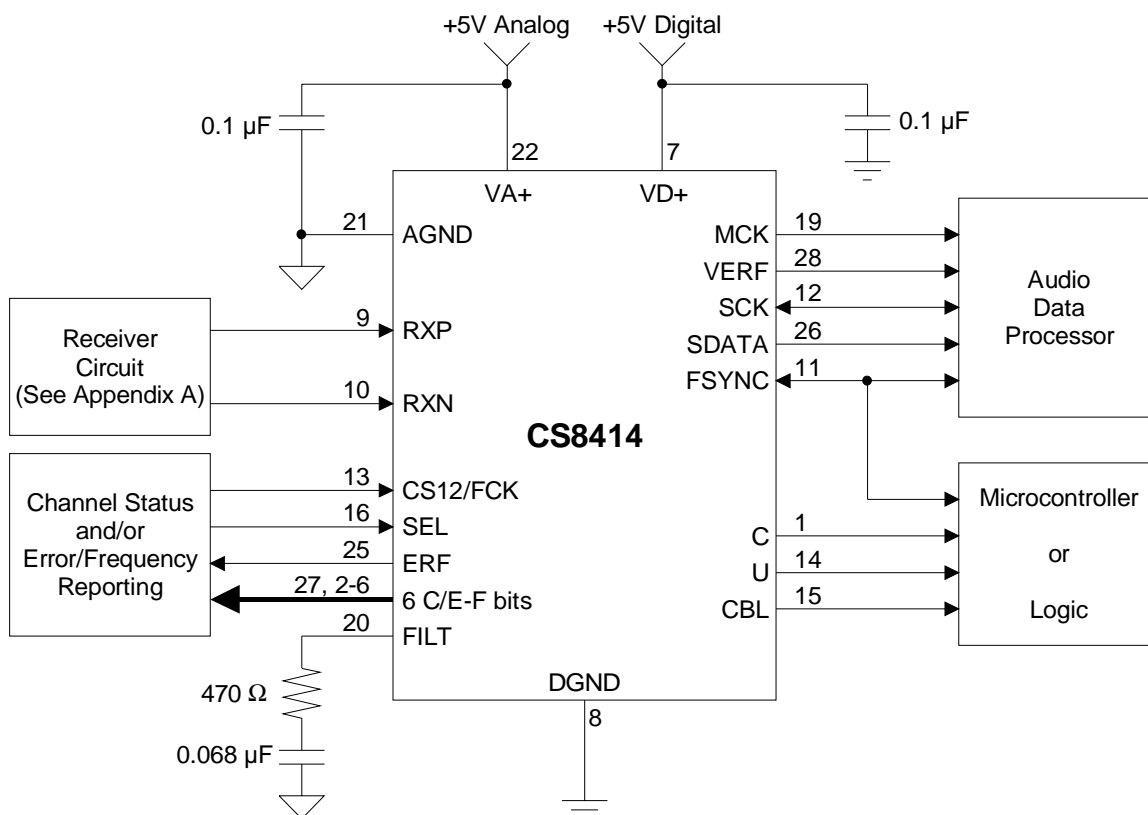 +5V Analog
+5V Digital
0.1 µF
0.1 µF
22
7
VA+
VD+
21
AGND
MCK
19
VERF
28
SCK
12
SDATA
26
FSYNC
11
Audio
Data
Processor
Receiver
Circuit
(See Appendix A)
9
RXP
10
RXN
CS8414
Channel Status
and/or
Error/Frequency
Reporting
13
CS12/FCK
16
SEL
25
ERF
27, 2-6
6 C/E-F bits
20
FILT
C
1
U
14
CBL
15
Microcontroller
or
Logic
470 Ω
0.068 µF
DGND
8